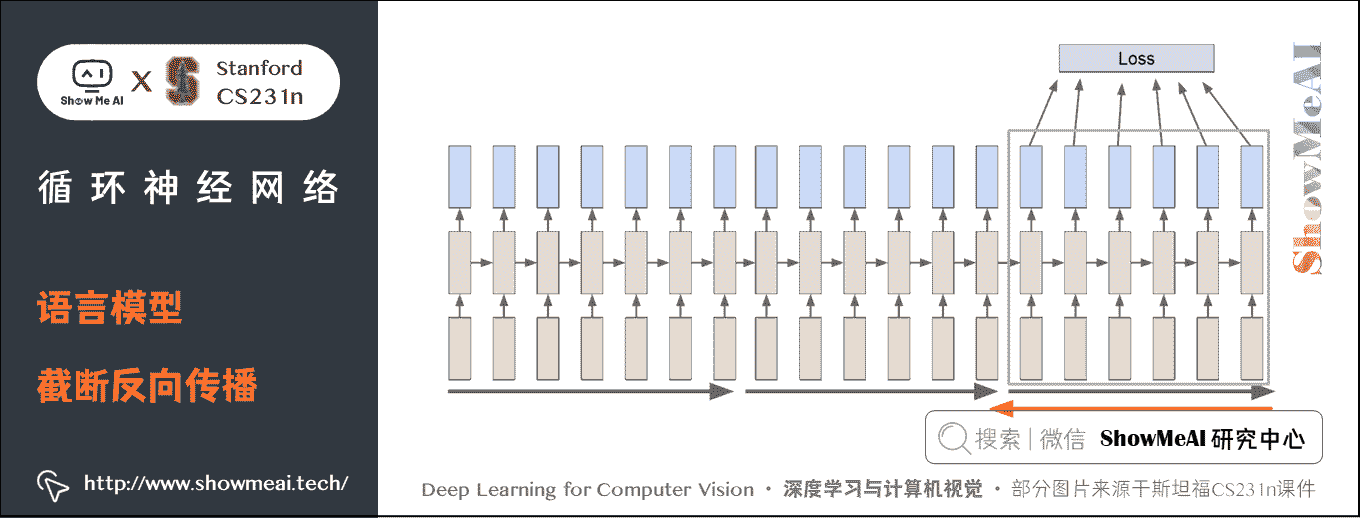 Show Me AI
X
Stanford
CS231n
循环神经网络
语言模型
截断反向传播
http://www.showmeai.tech/
Loss
ShowMeAI
搜索 | 微信 ShowMeAI 研究中心
Deep Learning for Computer Vision · 深度学习与计算机视觉 · 部分图片来源于斯坦福CS231n课件